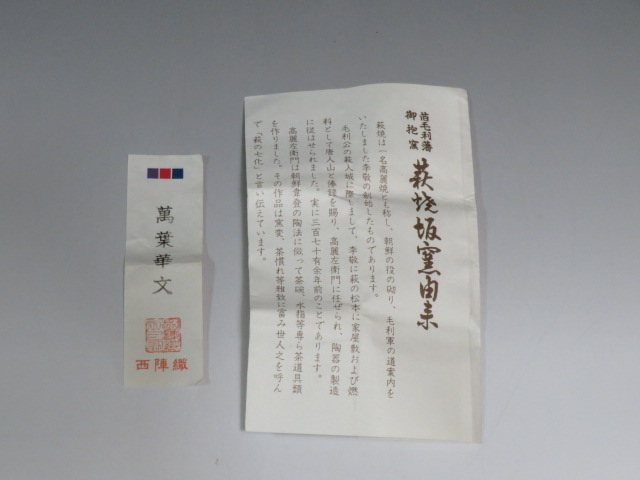 昔毛利藩
御抱窯
萩焼坂窯由来
萩焼は一名高麗焼とも称し、朝鮮の役の砌り、毛利軍の道案内を
いたしました李敬の創始したものであります。
毛利公の萩入城に際しまして、李敬に萩の松本に家屋敷および燃
料として唐人山と俸録を賜り、高麗左衛門に任ぜられ、陶器の製造
に従はせられました。実に三百七十有余年前のことであります。
高麗左衛門は朝鮮韋登の陶法に倣って茶碗、水指等専ら茶道具類
を作りました。その作品は窯変、茶慣れ等雅致に富み世人之を呼ん
で「萩の七化」と言い伝えています。
萬葉華文
西陣織